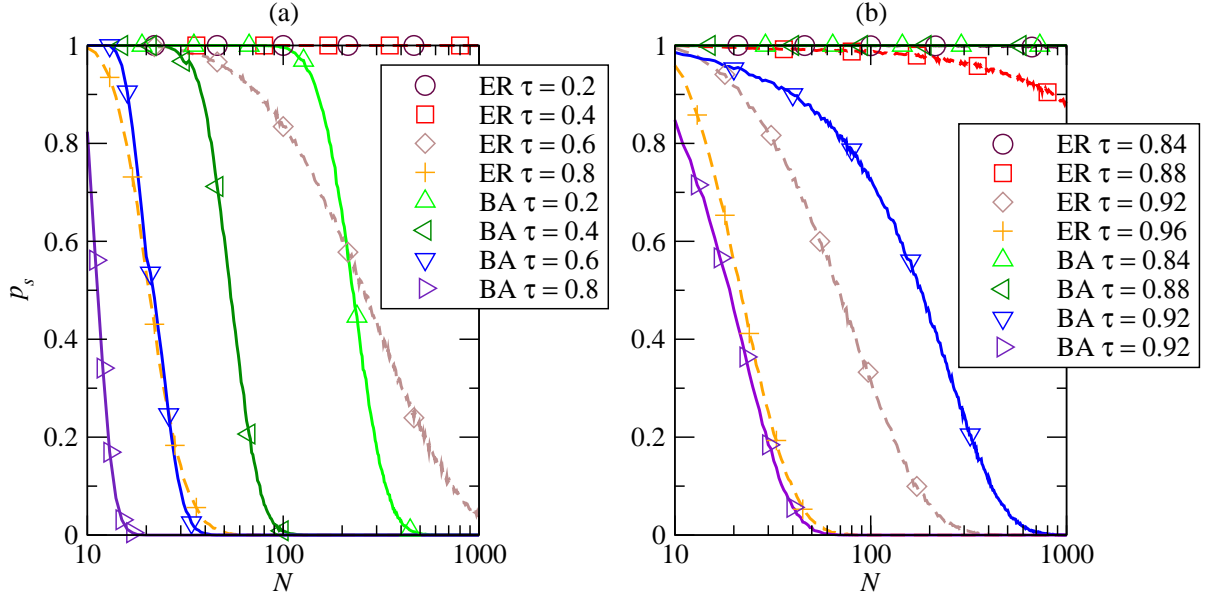 (a)
(b)
1
0.8
0.6
0.4
0.2
0
10
100
1000
N
p_s
ER τ = 0.2
ER τ = 0.4
ER τ = 0.6
ER τ = 0.8
BA τ = 0.2
BA τ = 0.4
BA τ = 0.6
BA τ = 0.8
1
0.8
0.6
0.4
0.2
0
10
100
1000
N
ER τ = 0.84
ER τ = 0.88
ER τ = 0.92
ER τ = 0.96
BA τ = 0.84
BA τ = 0.88
BA τ = 0.92
BA τ = 0.92